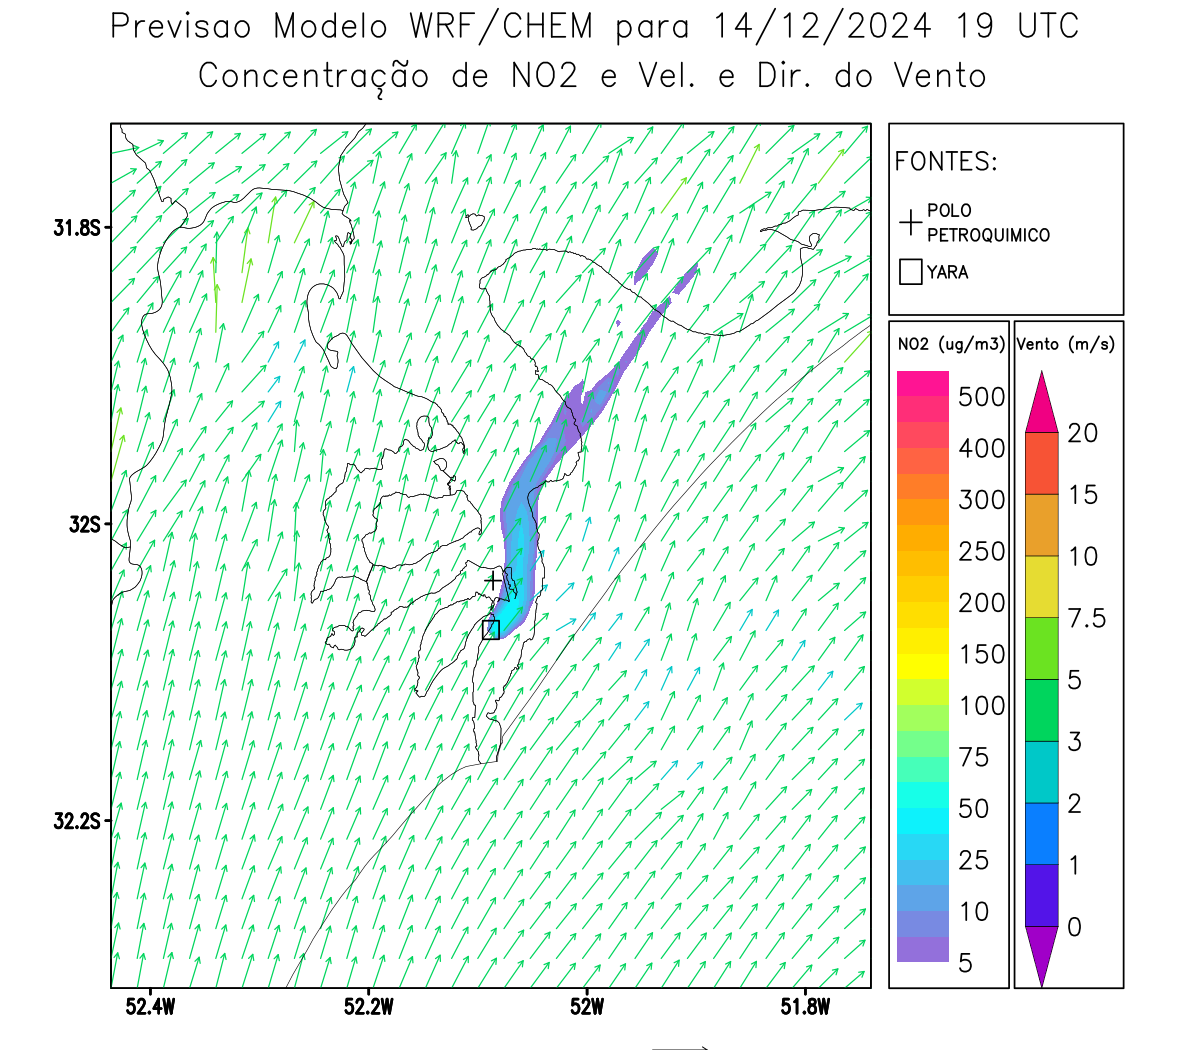 Previsao Modelo WRF/CHEM para 14/12/2024 19 UTC
Concentração de NO2 e Vel. e Dir. do Vento
FONTES:
POLO
PETROQUIMICO
YARA
NO2 (ug/m3)
500
400
300
250
200
150
100
75
50
25
10
5
Vento (m/s)
20
15
10
7.5
5
3
2
1
0
31.8S
32S
32.2S
52.4W
52.2W
52W
51.8W